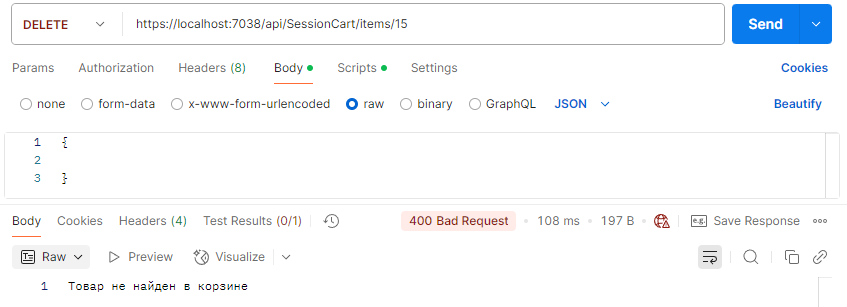 DELETE https://localhost:7038/api/SessionCart/items/15 Send
Params Authorization Headers (8) Body Scripts Settings Cookies
none form-data x-www-form-urlencoded raw binary GraphQL JSON Beautify
1 {
2
3 }
Body Cookies Headers (4) Test Results (0/1) 400 Bad Request • 108 ms • 197 B e.g. Save Response
Raw Preview Visualize
1 Товар не найден в корзине